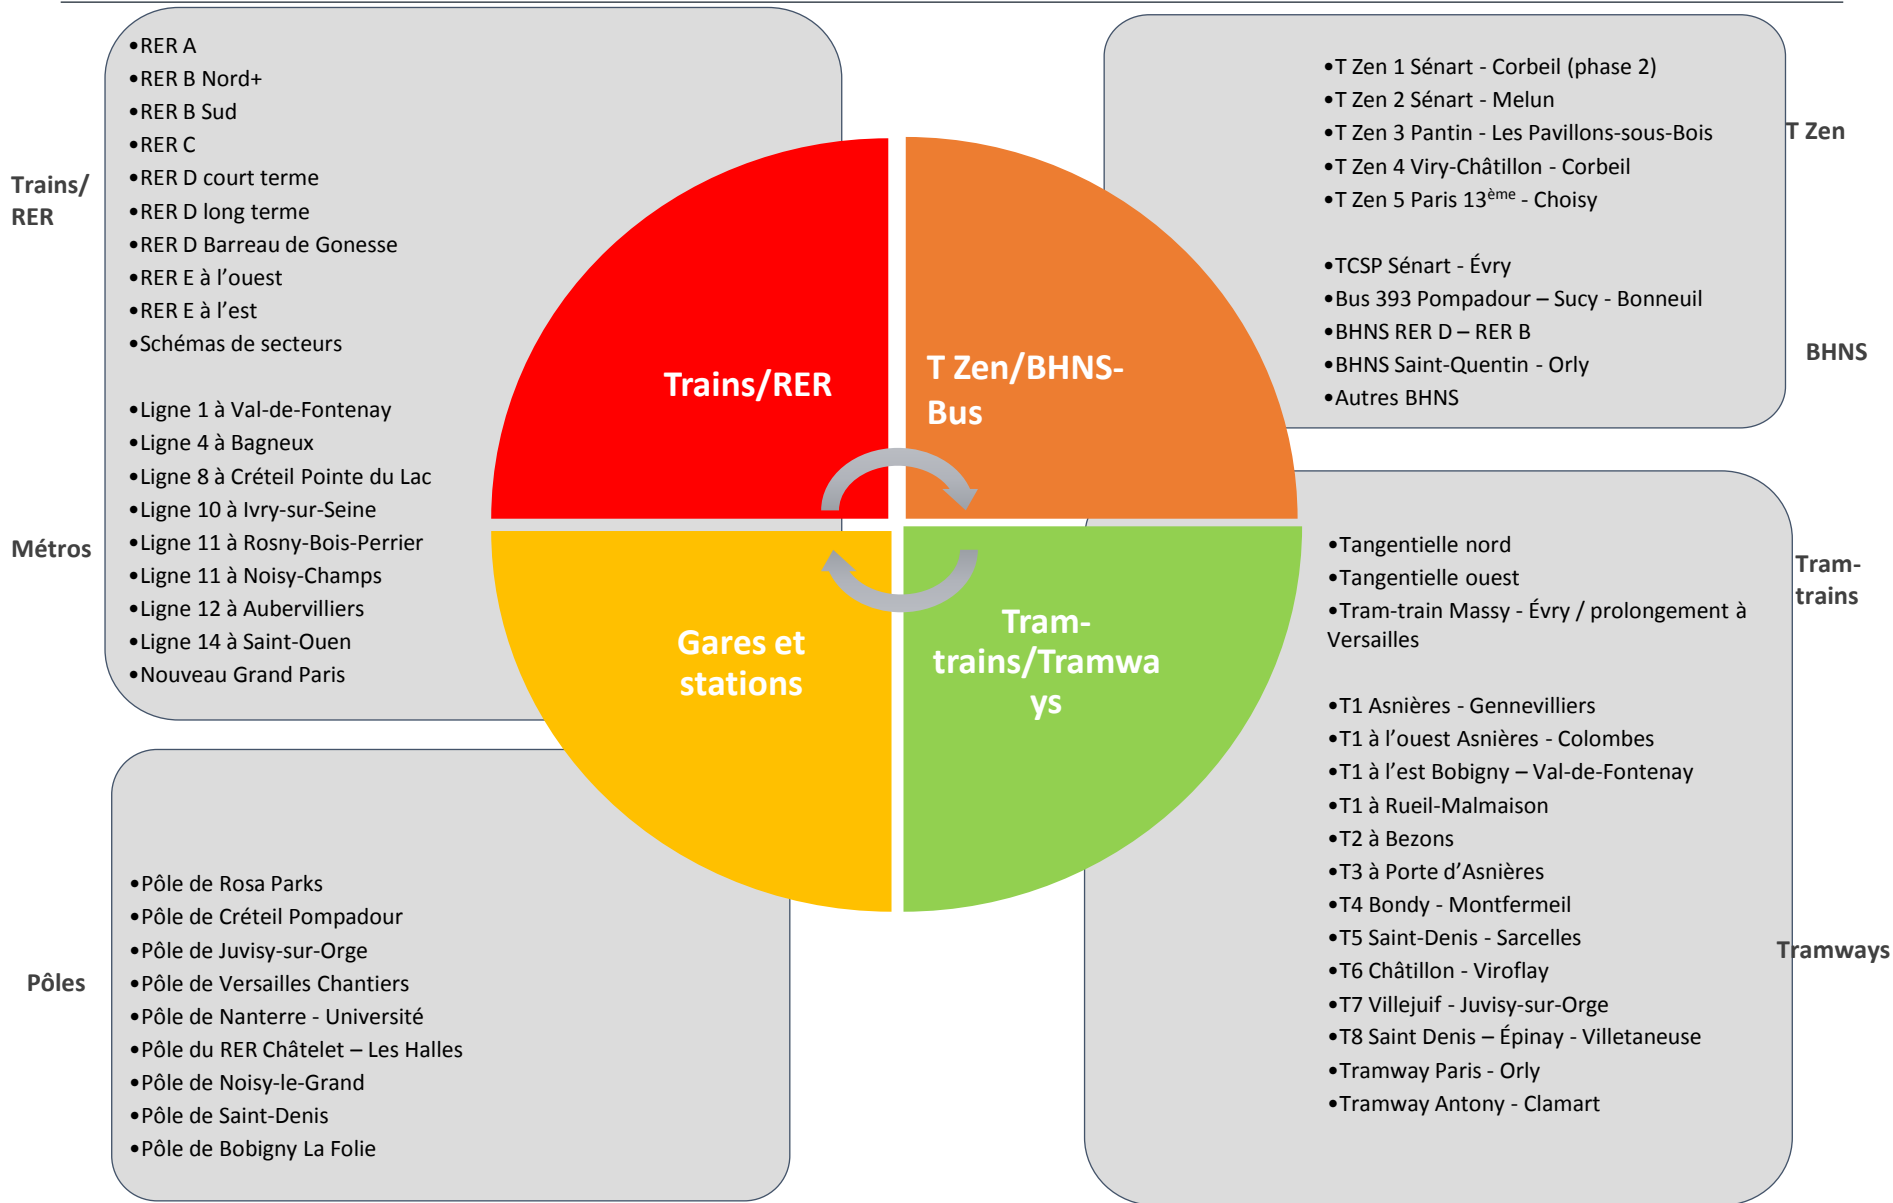 Trains/
RER
•RER A
•RER B Nord+
•RER B Sud
•RER C
•RER D court terme
•RER D long terme
•RER D Barreau de Gonesse
•RER E à l’ouest
•RER E à l’est
•Schémas de secteurs
Métros
•Ligne 1 à Val-de-Fontenay
•Ligne 4 à Bagneux
•Ligne 8 à Créteil Pointe du Lac
•Ligne 10 à Ivry-sur-Seine
•Ligne 11 à Rosny-Bois-Perrier
•Ligne 11 à Noisy-Champs
•Ligne 12 à Aubervilliers
•Ligne 14 à Saint-Ouen
•Nouveau Grand Paris
Trains/RER
T Zen/BHNS-
Bus
Gares et
stations
Tram-
trains/Tramwa
ys
•T Zen 1 Sénart - Corbeil (phase 2)
•T Zen 2 Sénart - Melun
•T Zen 3 Pantin - Les Pavillons-sous-Bois
•T Zen 4 Viry-Châtillon - Corbeil
•T Zen 5 Paris 13ème - Choisy
T Zen
•TCSP Sénart - Évry
•Bus 393 Pompadour – Sucy - Bonneuil
•BHNS RER D – RER B
•BHNS Saint-Quentin - Orly
•Autres BHNS
BHNS
•Tangentielle nord
•Tangentielle ouest
•Tram-train Massy - Évry / prolongement à
Versailles
Tram-
trains
•T1 Asnières - Gennevilliers
•T1 à l’ouest Asnières - Colombes
•T1 à l’est Bobigny – Val-de-Fontenay
•T1 à Rueil-Malmaison
•T2 à Bezons
•T3 à Porte d’Asnières
•T4 Bondy - Montfermeil
•T5 Saint-Denis - Sarcelles
•T6 Châtillon - Viroflay
•T7 Villejuif - Juvisy-sur-Orge
•T8 Saint Denis – Épinay - Villetaneuse
•Tramway Paris - Orly
•Tramway Antony - Clamart
Tramways
Pôles
•Pôle de Rosa Parks
•Pôle de Créteil Pompadour
•Pôle de Juvisy-sur-Orge
•Pôle de Versailles Chantiers
•Pôle de Nanterre - Université
•Pôle du RER Châtelet – Les Halles
•Pôle de Noisy-le-Grand
•Pôle de Saint-Denis
•Pôle de Bobigny La Folie